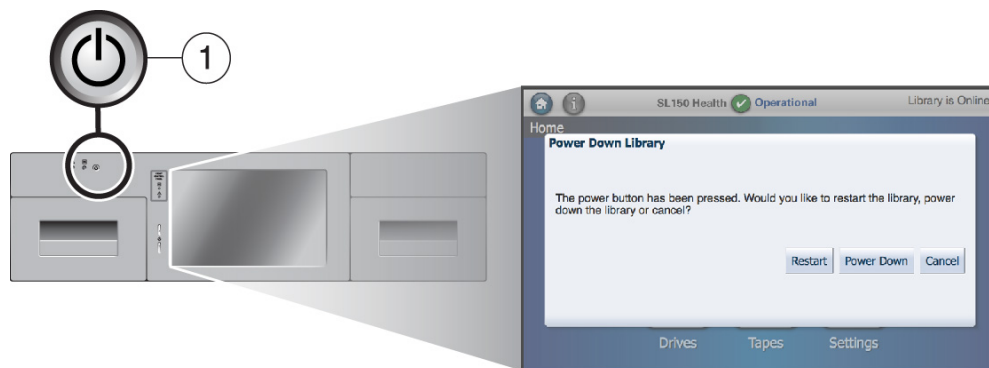 1
SL150 Health Operational
Library is Online
Home
Power Down Library
The power button has been pressed. Would you like to restart the library, power
down the library or cancel?
Restart Power Down Cancel
Drives Tapes Settings